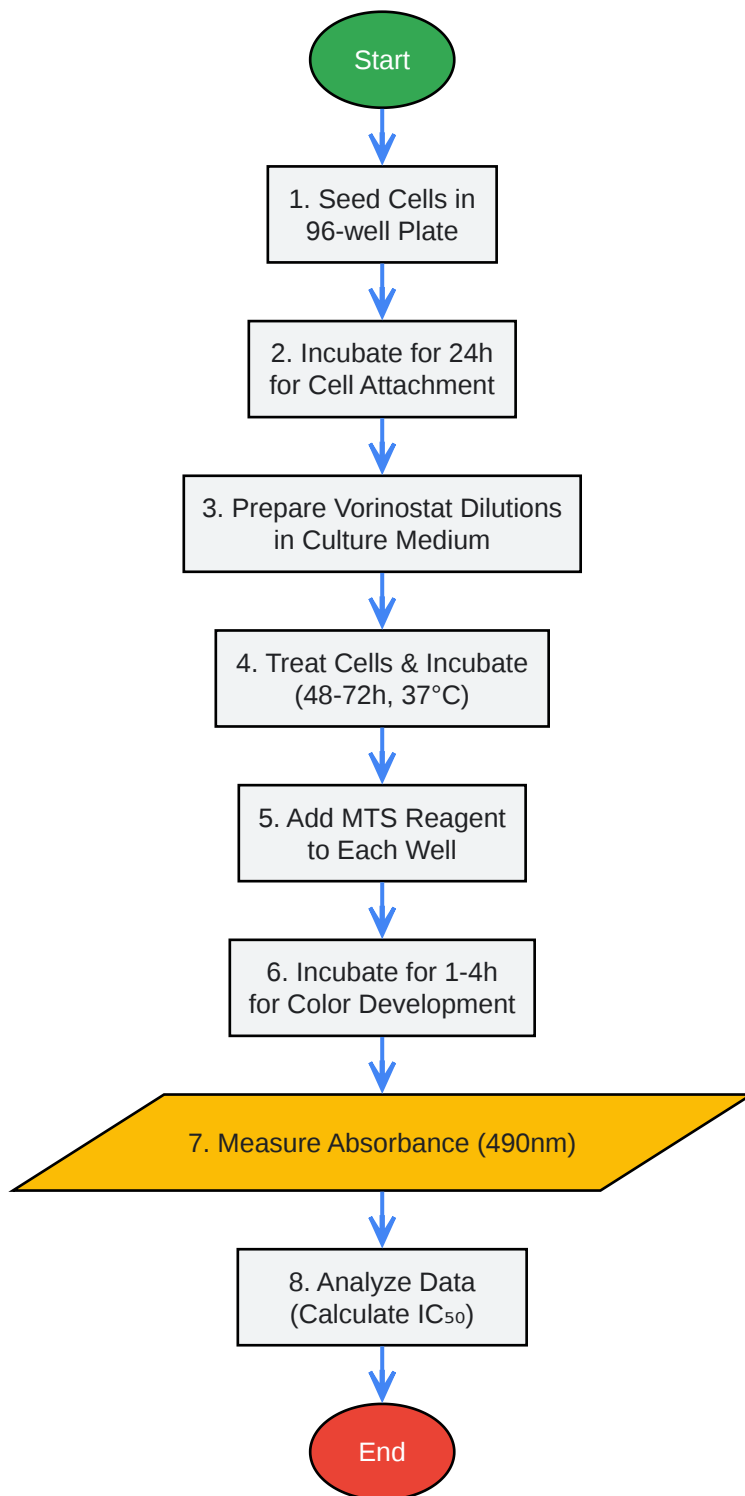 Start
1. Seed Cells in
96-well Plate
2. Incubate for 24h
for Cell Attachment
3. Prepare Vorinostat Dilutions
in Culture Medium
4. Treat Cells & Incubate
(48-72h, 37°C)
5. Add MTS Reagent
to Each Well
6. Incubate for 1-4h
for Color Development
7. Measure Absorbance (490nm)
8. Analyze Data
(Calculate IC₅₀)
End